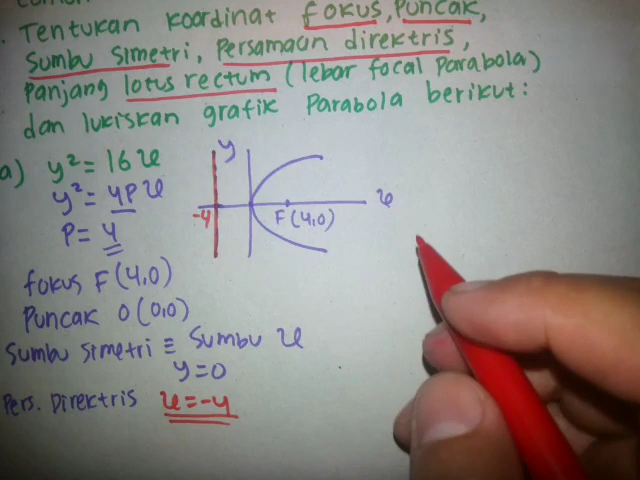 Tentukan koordinat fokus, Puncak,
Sumbu Simetri, Persamaan direktris,
Panjang lotus rectum (lebar focal Parabola)
dan lukiskan grafik Parabola berikut:
a) y² = 16x
y² = 4P x
P = 4
fokus F(4,0)
Puncak O(0,0)
Sumbu Simetri ≡ Sumbu x
y=0
Pers. Direktris x=-4
y
x
-4
F(4,0)